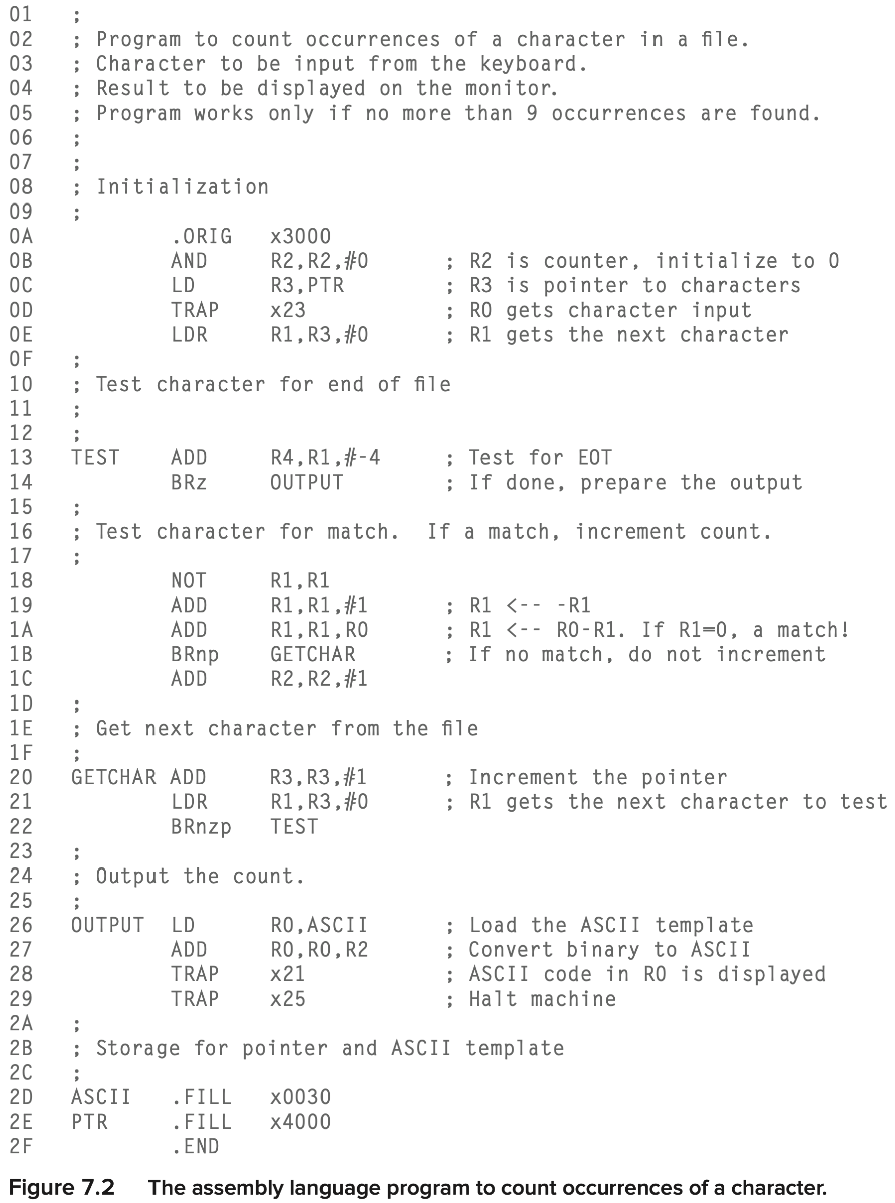 01 ;
02 ; Program to count occurrences of a character in a file.
03 ; Character to be input from the keyboard.
04 ; Result to be displayed on the monitor.
05 ; Program works only if no more than 9 occurrences are found.
06 ;
07 ;
08 ; Initialization
09 ;
0A .ORIG x3000
0B AND R2,R2,#0 ; R2 is counter, initialize to 0
0C LD R3,PTR ; R3 is pointer to characters
0D TRAP x23 ; R0 gets character input
0E LDR R1,R3,#0 ; R1 gets the next character
0F ;
10 ; Test character for end of file
11 ;
12 ;
13 TEST ADD R4,R1,#-4 ; Test for EOT
14 BRz OUTPUT ; If done, prepare the output
15 ;
16 ; Test character for match. If a match, increment count.
17 ;
18 NOT R1,R1
19 ADD R1,R1,#1 ; R1 <-- -R1
1A ADD R1,R1,R0 ; R1 <-- R0-R1. If R1=0, a match!
1B BRnp GETCHAR ; If no match, do not increment
1C ADD R2,R2,#1
1D ;
1E ; Get next character from the file
1F ;
20 GETCHAR ADD R3,R3,#1 ; Increment the pointer
21 LDR R1,R3,#0 ; R1 gets the next character to test
22 BRnzp TEST
23 ;
24 ; Output the count.
25 ;
26 OUTPUT LD R0,ASCII ; Load the ASCII template
27 ADD R0,R0,R2 ; Convert binary to ASCII
28 TRAP x21 ; ASCII code in R0 is displayed
29 TRAP x25 ; Halt machine
2A ;
2B ; Storage for pointer and ASCII template
2C ;
2D ASCII .FILL x0030
2E PTR .FILL x4000
2F .END
Figure 7.2 The assembly language program to count occurrences of a character.